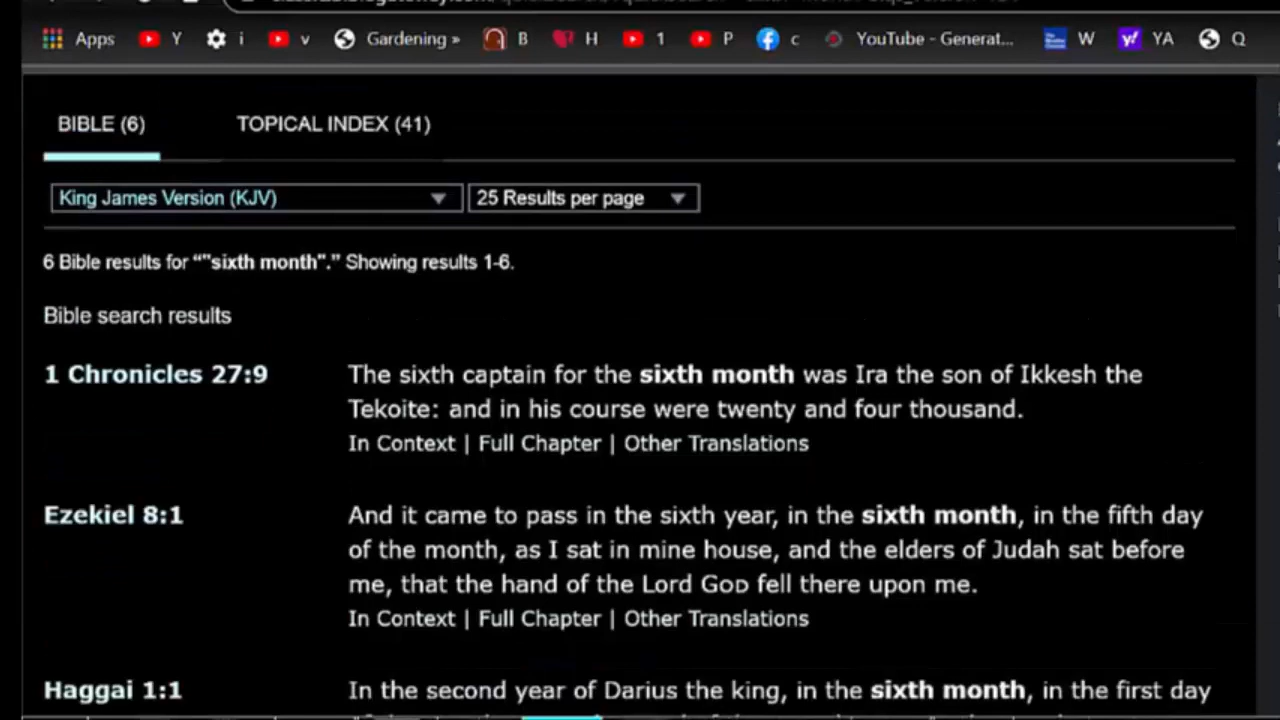 Apps Y i v Gardening » B H 1 P c YouTube - Generat... W YA Q
BIBLE (6) TOPICAL INDEX (41)
King James Version (KJV) 25 Results per page
6 Bible results for “"sixth month".” Showing results 1-6.
Bible search results
1 Chronicles 27:9 The sixth captain for the sixth month was Ira the son of Ikkesh the
Tekoite: and in his course were twenty and four thousand.
In Context | Full Chapter | Other Translations
Ezekiel 8:1 And it came to pass in the sixth year, in the sixth month, in the fifth day
of the month, as I sat in mine house, and the elders of Judah sat before
me, that the hand of the Lord GOD fell there upon me.
In Context | Full Chapter | Other Translations
Haggai 1:1 In the second year of Darius the king, in the sixth month, in the first day